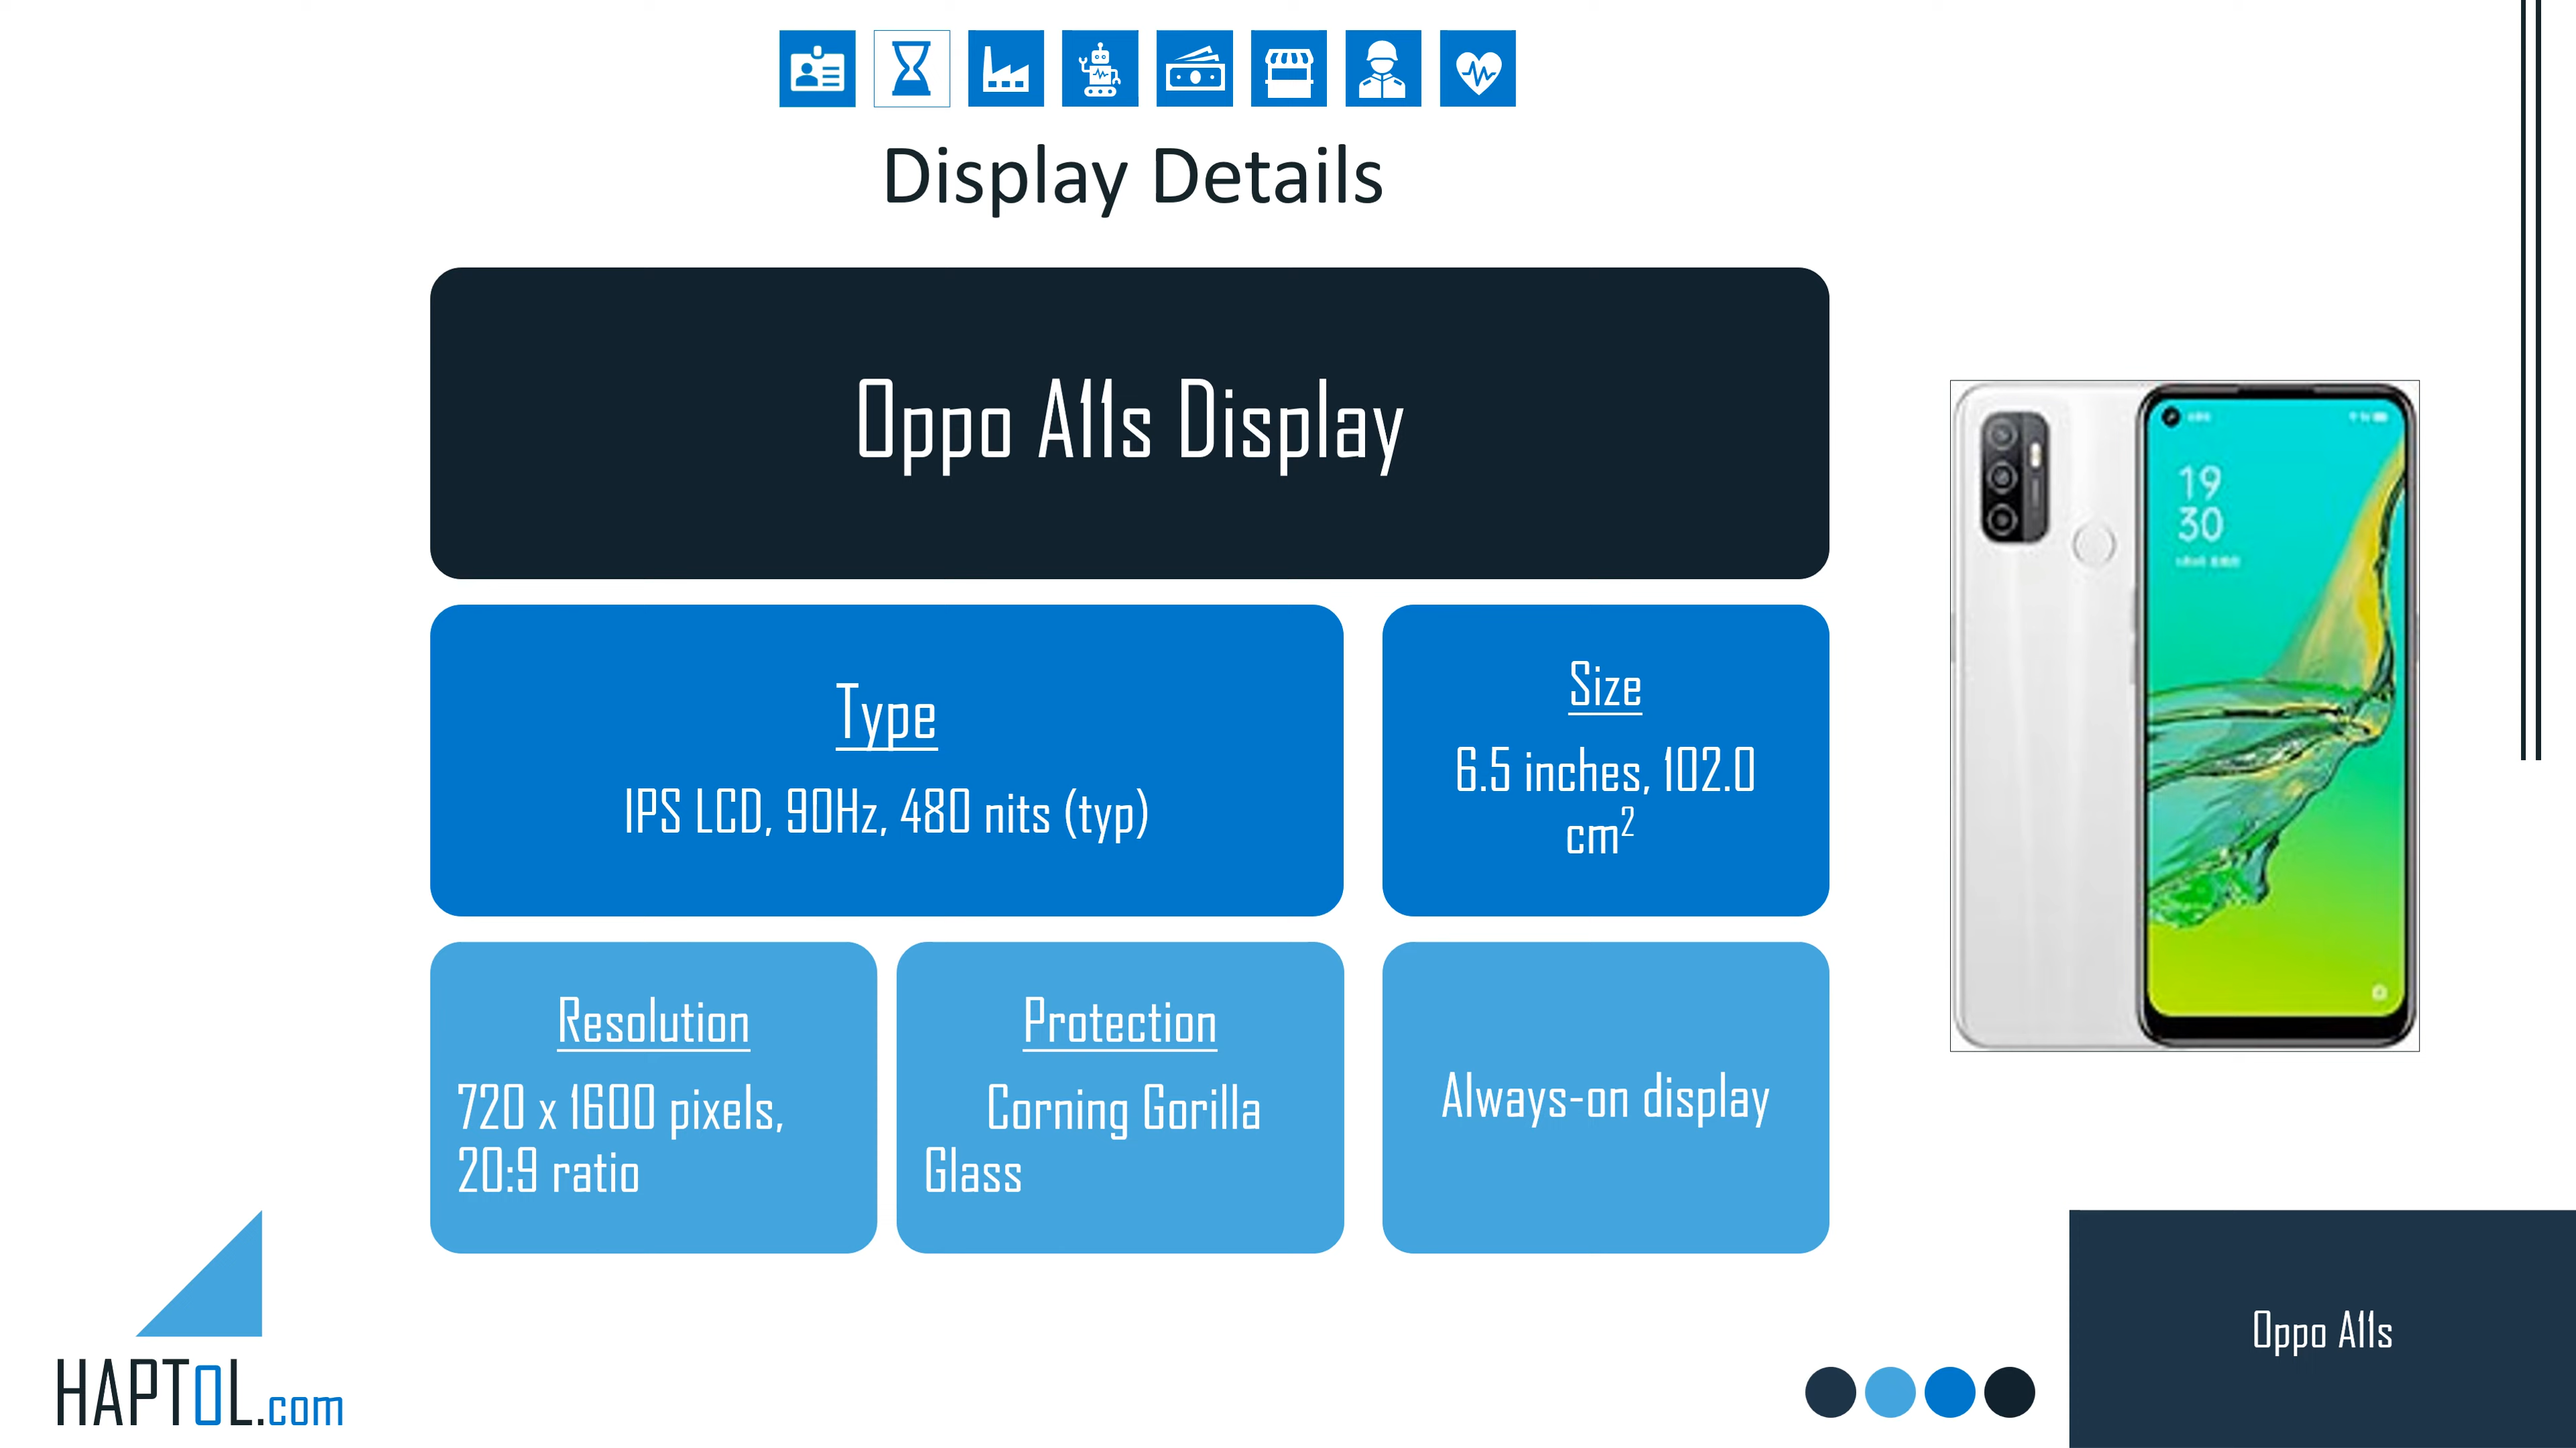 Display Details
Oppo A11s Display
Type
IPS LCD, 90Hz, 480 nits (typ)
Size
6.5 inches, 102.0
cm²
Resolution
720 x 1600 pixels,
20:9 ratio
Protection
Corning Gorilla
Glass
Always-on display
19
30
Oppo A11s
HAPTOL.com